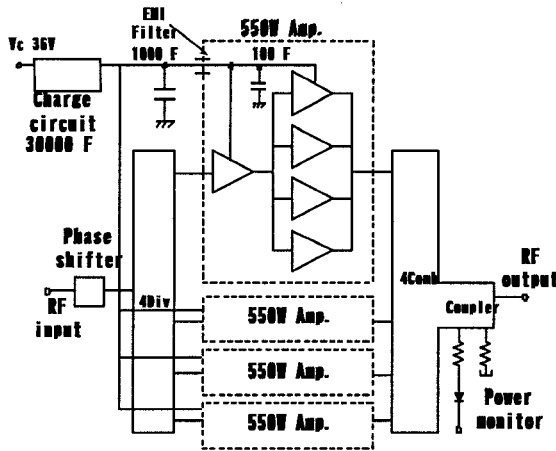 EMI
Filter
550W Amp.
Vc 36V
1000 F
100 F
Charge
circuit
30000 F
Phase
shifter
RF
input
4Div
4Comb
RF
output
Coupler
550W Amp.
550W Amp.
550W Amp.
Power
monitor